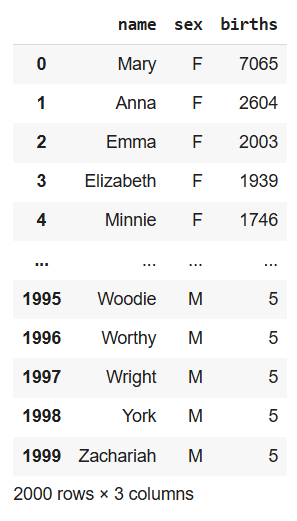 name sex births
0 Mary F 7065
1 Anna F 2604
2 Emma F 2003
3 Elizabeth F 1939
4 Minnie F 1746
... ... ... ...
1995 Woodie M 5
1996 Worthy M 5
1997 Wright M 5
1998 York M 5
1999 Zachariah M 5
2000 rows × 3 columns